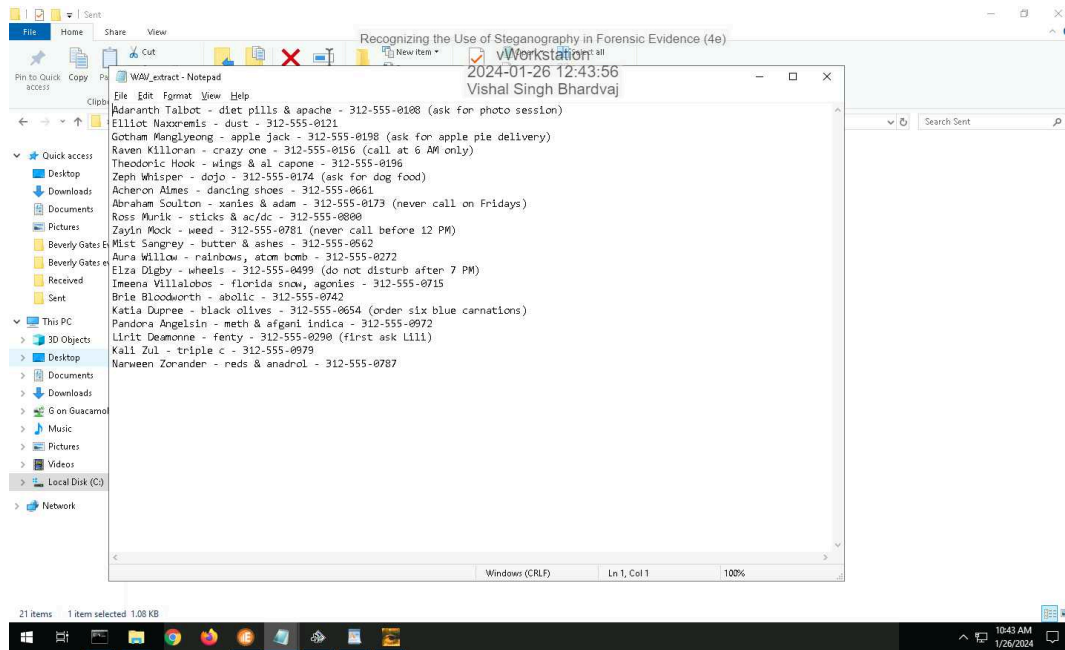 Sent
File Home Share View
Recognizing the Use of Steganography in Forensic Evidence (4e)
vWorkstation
2024-01-26 12:43:56
Vishal Singh Bhardvaj
Pin to Quick access
Copy
Cut
New item
Clipb
WAV_extract - Notepad
File Edit Format View Help
Adaranth Talbot - diet pills & apache - 312-555-0108 (ask for photo session)
Elliot Naxxremis - dust - 312-555-0121
Gotham Manglyeong - apple jack - 312-555-0198 (ask for apple pie delivery)
Raven Killoran - crazy one - 312-555-0156 (call at 6 AM only)
Theodoric Hook - wings & al capone - 312-555-0196
Zeph Whisper - dojo - 312-555-0174 (ask for dog food)
Acheron Aimes - dancing shoes - 312-555-0661
Abraham Soulton - xanies & adam - 312-555-0173 (never call on Fridays)
Ross Murik - sticks & ac/dc - 312-555-0800
Zayin Mock - weed - 312-555-0781 (never call before 12 PM)
Mist Sangrey - butter & ashes - 312-555-0562
Aura Willow - rainbows, atom bomb - 312-555-0272
Elza Digby - wheels - 312-555-0499 (do not disturb after 7 PM)
Imeena Villalobos - florida snow, agonies - 312-555-0715
Brie Bloodworth - abolic - 312-555-0742
Katia Dupree - black olives - 312-555-0654 (order six blue carnations)
Pandora Angelsin - meth & afgani indica - 312-555-0972
Lirit Deamonne - fenty - 312-555-0290 (first ask Lili)
Kali Zul - triple c - 312-555-0979
Narween Zorander - reds & anadrol - 312-555-0787
Windows (CRLF) Ln 1, Col 1 100%
Search Sent
Quick access
Desktop
Downloads
Documents
Pictures
Beverly Gates Ev
Beverly Gates ev
Received
Sent
This PC
3D Objects
Desktop
Documents
Downloads
G on Guacamol
Music
Pictures
Videos
Local Disk (C:)
Network
21 items 1 item selected 1.08 KB
10:43 AM
1/26/2024